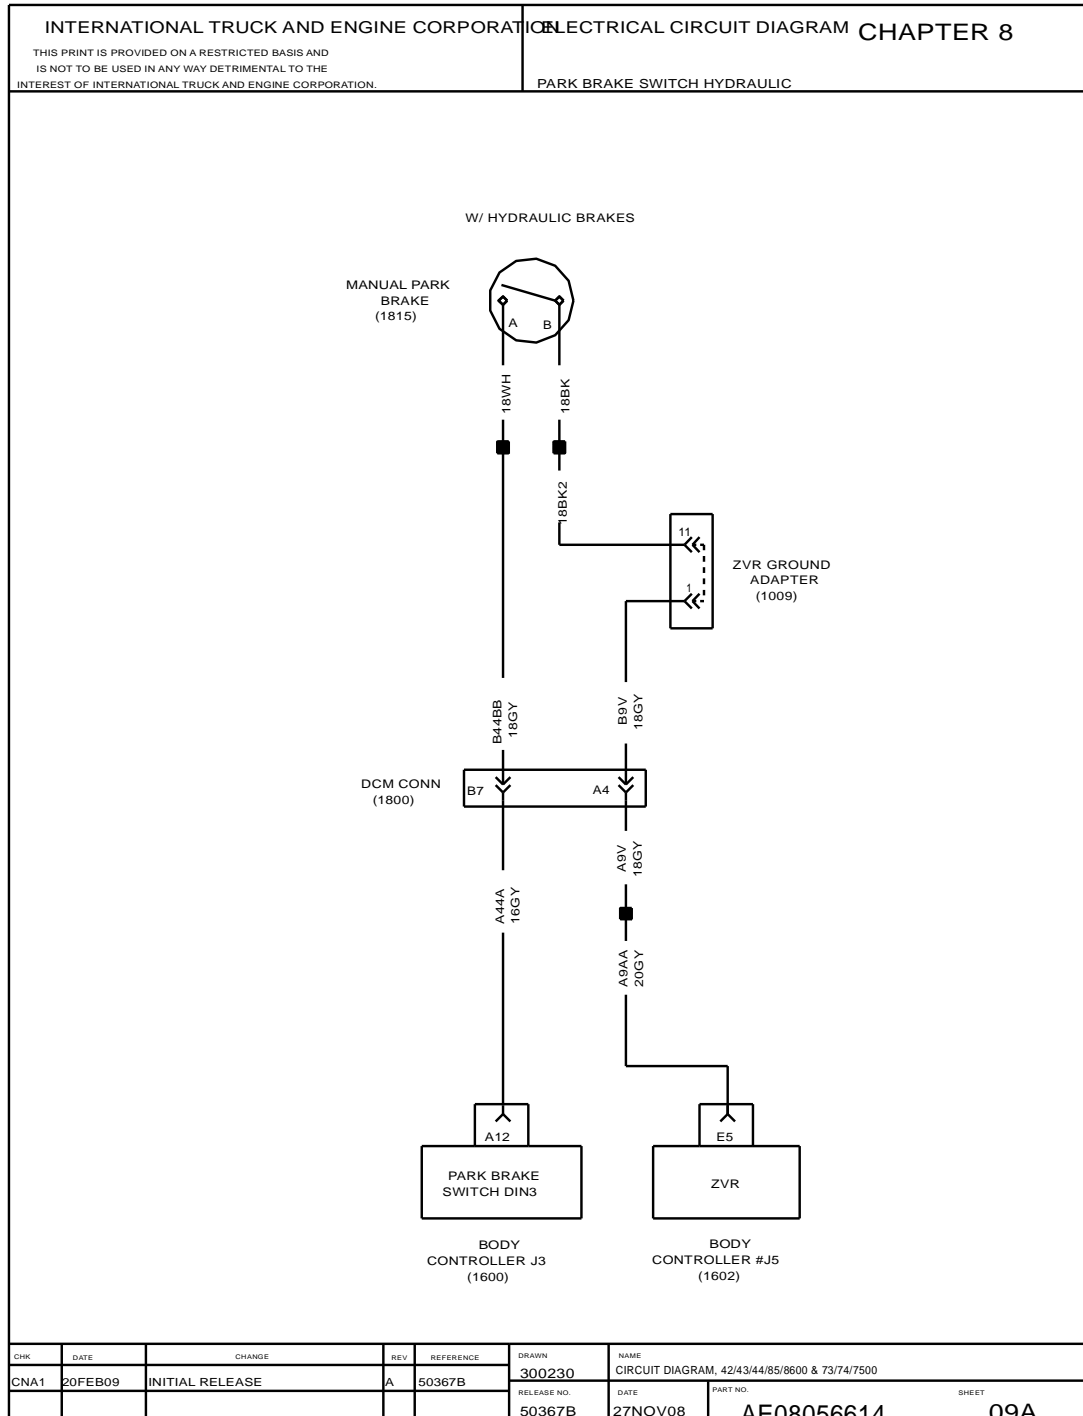 INTERNATIONAL TRUCK AND ENGINE CORPORATION
ELECTRICAL CIRCUIT DIAGRAM CHAPTER 8
THIS PRINT IS PROVIDED ON A RESTRICTED BASIS AND
IS NOT TO BE USED IN ANY WAY DETRIMENTAL TO THE
INTEREST OF INTERNATIONAL TRUCK AND ENGINE CORPORATION.
PARK BRAKE SWITCH HYDRAULIC
W/ HYDRAULIC BRAKES
MANUAL PARK
BRAKE
(1815)
A B
18WH
18BK
18BK2
11
1
ZVR GROUND
ADAPTER
(1009)
B44BB
18GY
B9V
18GY
DCM CONN
(1800)
B7
A4
A9V
18GY
A44A
16GY
A9AA
20GY
A12
E5
PARK BRAKE
SWITCH DIN3
ZVR
BODY
CONTROLLER J3
(1600)
BODY
CONTROLLER #J5
(1602)
CHK DATE CHANGE REV REFERENCE DRAWN NAME
CNA1 20FEB09 INITIAL RELEASE A 50367B 300230 CIRCUIT DIAGRAM, 42/43/44/85/8600 & 73/74/7500
RELEASE NO. DATE PART NO. SHEET
50367B 27NOV08 AE08056614 09A